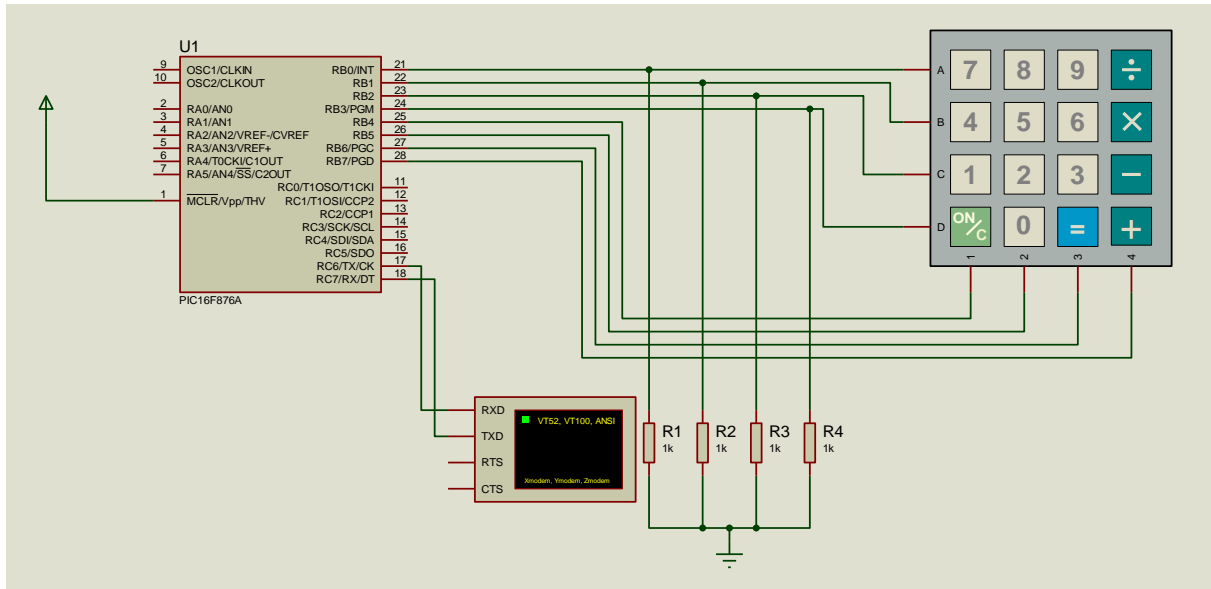 U1
9 OSC1/CLKIN
10 OSC2/CLKOUT
2 RA0/AN0
3 RA1/AN1
4 RA2/AN2/VREF-/CVREF
5 RA3/AN3/VREF+
6 RA4/T0CKI/C1OUT
7 RA5/AN4/SS/C2OUT
1 MCLR/Vpp/THV
RB0/INT 21
RB1 22
RB2 23
RB3/PGM 24
RB4 25
RB5 26
RB6/PGC 27
RB7/PGD 28
RC0/T1OSO/T1CKI 11
RC1/T1OSI/CCP2 12
RC2/CCP1 13
RC3/SCK/SCL 14
RC4/SDI/SDA 15
RC5/SDO 16
RC6/TX/CK 17
RC7/RX/DT 18
PIC16F876A
A 7 8 9 ÷
B 4 5 6 ×
C 1 2 3 −
D ON/C 0 = +
1 2 3 4
RXD
TXD
RTS
CTS
VT52, VT100, ANSI
Xmodem, Ymodem, Zmodem
R1
1k
R2
1k
R3
1k
R4
1k